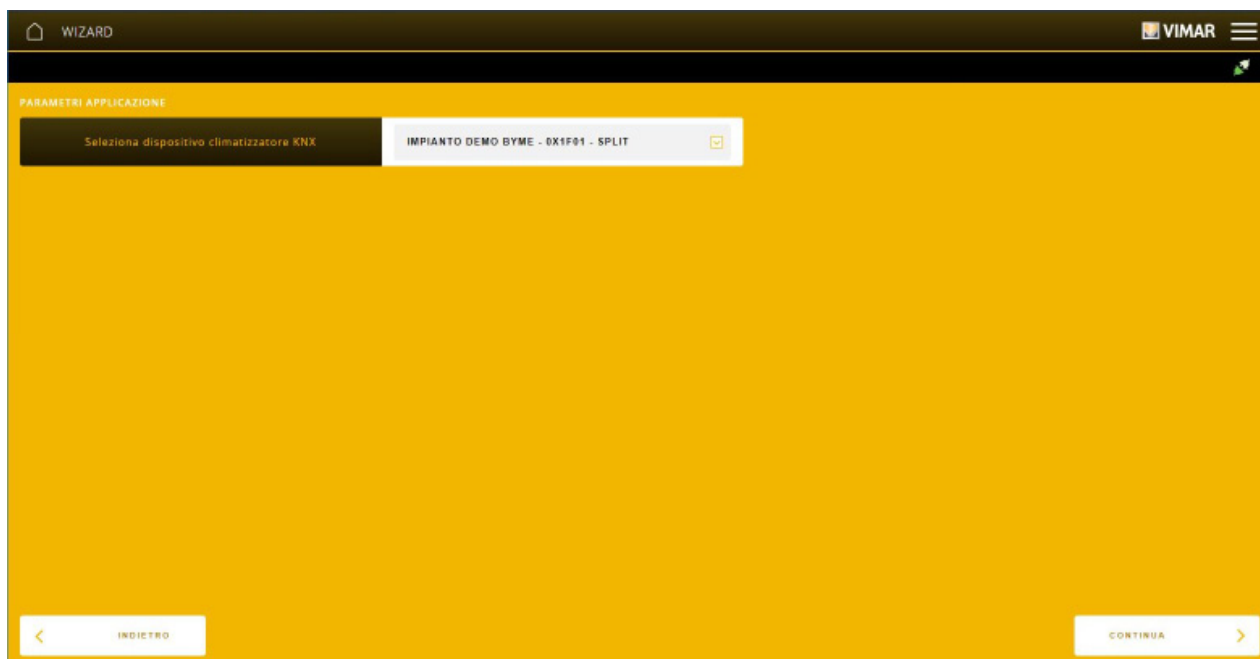 WIZARD
VIMAR
PARAMETRI APPLICAZIONE
Seleziona dispositivo climatizzatore KNX
IMPIANTO DEMO BYME - 0X1F01 - SPLIT
INDIETRO
CONTINUA